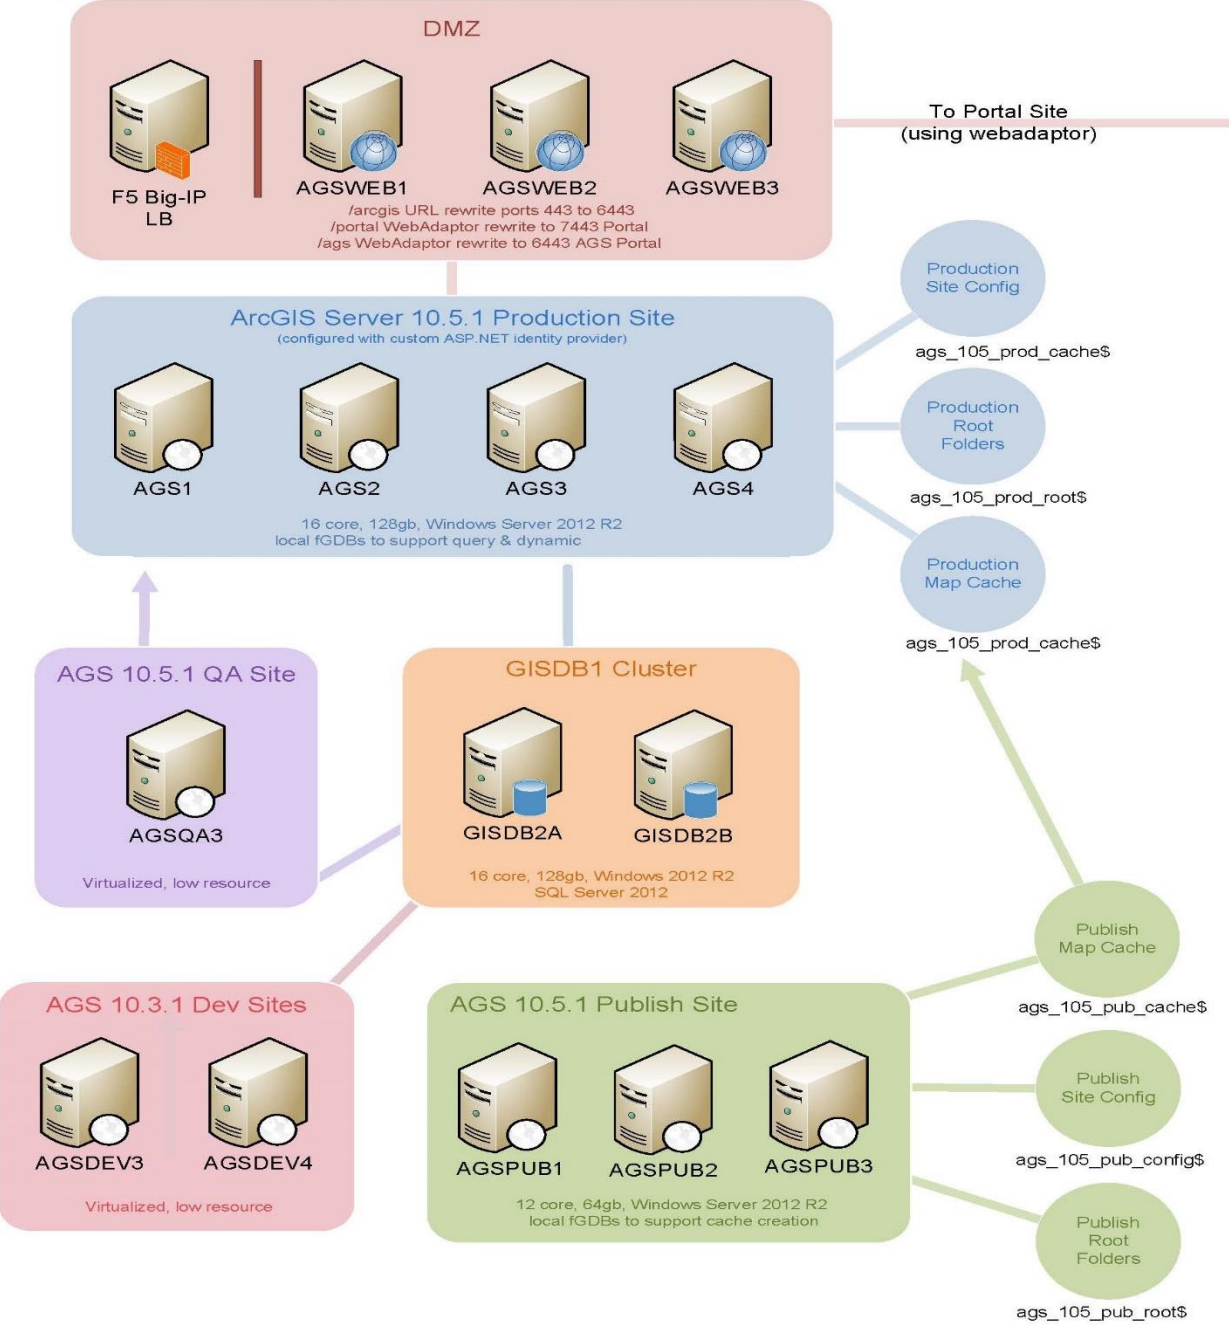 DMZ
F5 Big-IP
LB
AGSWEB1
AGSWEB2
AGSWEB3
/arcgis URL rewrite ports 443 to 6443
/portal WebAdaptor rewrite to 7443 Portal
/ags WebAdaptor rewrite to 6443 AGS Portal
To Portal Site
(using webadaptor)
ArcGIS Server 10.5.1 Production Site
(configured with custom ASP.NET identity provider)
AGS1
AGS2
AGS3
AGS4
16 core, 128gb, Windows Server 2012 R2
local fGDBs to support query & dynamic
Production
Site Config
ags_105_prod_cache$
Production
Root
Folders
ags_105_prod_root$
Production
Map Cache
ags_105_prod_cache$
AGS 10.5.1 QA Site
AGSQA3
Virtualized, low resource
GISDB1 Cluster
GISDB2A
GISDB2B
16 core, 128gb, Windows 2012 R2
SQL Server 2012
AGS 10.3.1 Dev Sites
AGSDEV3
AGSDEV4
Virtualized, low resource
AGS 10.5.1 Publish Site
AGSPUB1
AGSPUB2
AGSPUB3
12 core, 64gb, Windows Server 2012 R2
local fGDBs to support cache creation
Publish
Map Cache
ags_105_pub_cache$
Publish
Site Config
ags_105_pub_config$
Publish
Root
Folders
ags_105_pub_root$